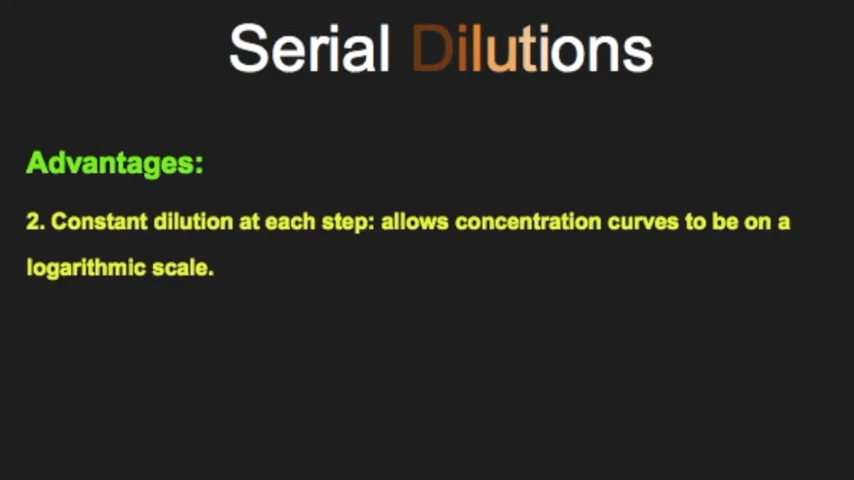 Serial Dilutions
Advantages:
2. Constant dilution at each step: allows concentration curves to be on a
logarithmic scale.